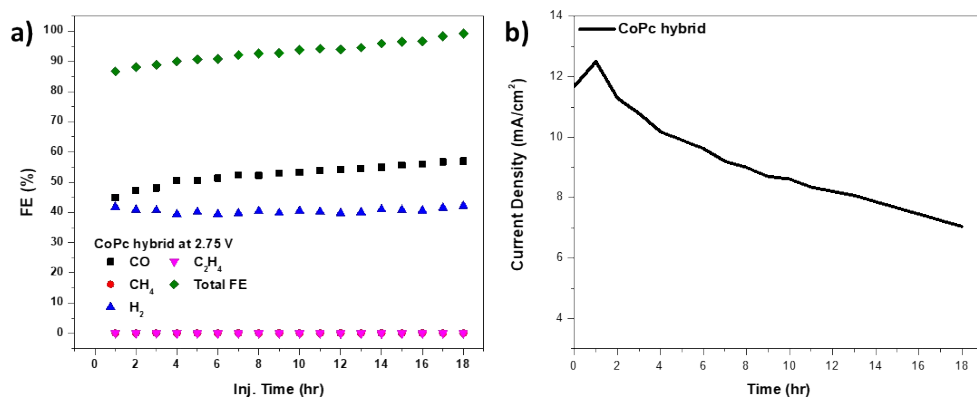 a)
100
90
80
70
60
50
40
30
20
10
0
FE (%)
CoPc hybrid at 2.75 V
CO
C₂H₄
CH₄
Total FE
H₂
0 2 4 6 8 10 12 14 16 18
Inj. Time (hr)
b)
CoPc hybrid
14
12
10
8
6
4
Current Density (mA/cm²)
0 2 4 6 8 10 12 14 16 18
Time (hr)